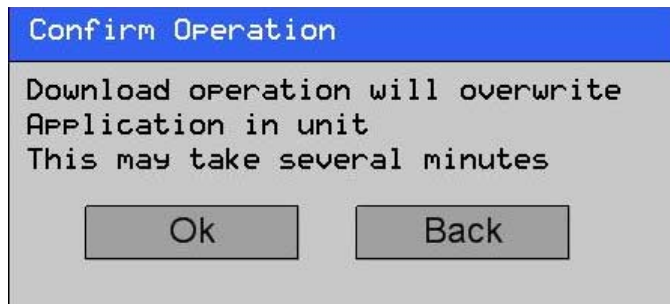 Confirm Operation
Download operation will overwrite
Application in unit
This may take several minutes
Ok
Back